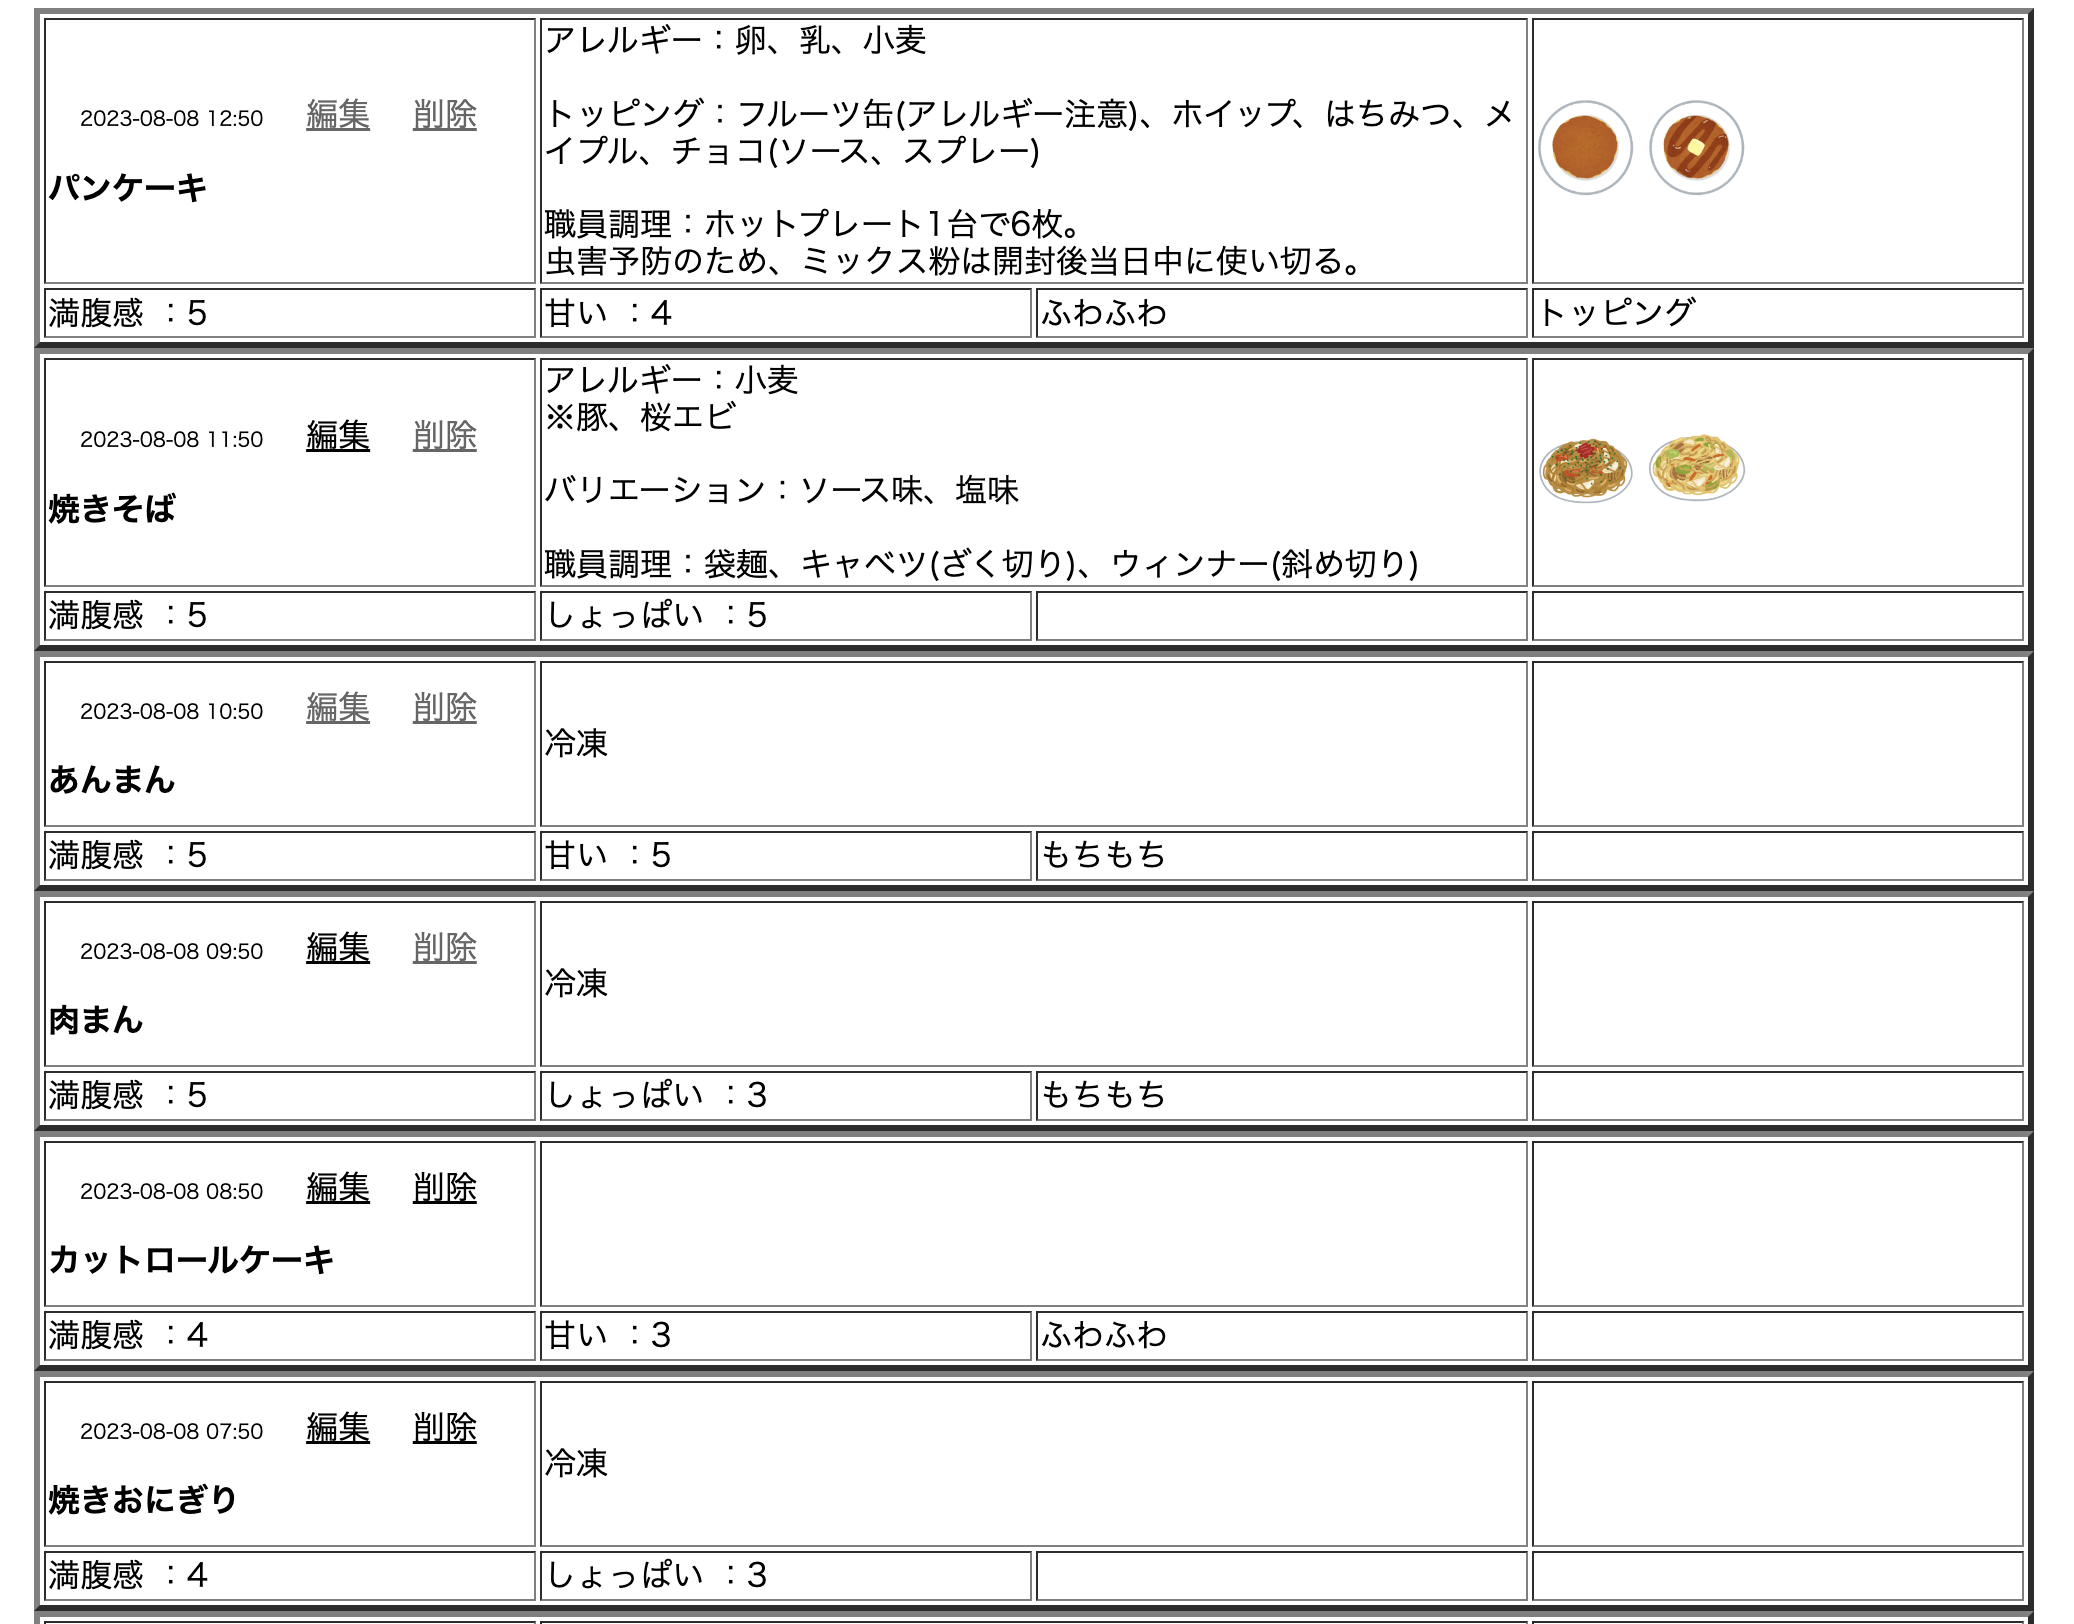 2023-08-08 12:50 編集 削除
パンケーキ
アレルギー：卵、乳、小麦
トッピング：フルーツ缶(アレルギー注意)、ホイップ、はちみつ、メ
イプル、チョコ(ソース、スプレー)
職員調理：ホットプレート1台で6枚。
虫害予防のため、ミックス粉は開封後当日中に使い切る。
満腹感 ：5
甘い ：4
ふわふわ
トッピング
2023-08-08 11:50 編集 削除
焼きそば
アレルギー：小麦
※豚、桜エビ
バリエーション：ソース味、塩味
職員調理：袋麺、キャベツ(ざく切り)、ウィンナー(斜め切り)
満腹感 ：5
しょっぱい ：5
2023-08-08 10:50 編集 削除
あんまん
冷凍
満腹感 ：5
甘い ：5
もちもち
2023-08-08 09:50 編集 削除
肉まん
冷凍
満腹感 ：5
しょっぱい ：3
もちもち
2023-08-08 08:50 編集 削除
カットロールケーキ
満腹感 ：4
甘い ：3
ふわふわ
2023-08-08 07:50 編集 削除
焼きおにぎり
冷凍
満腹感 ：4
しょっぱい ：3